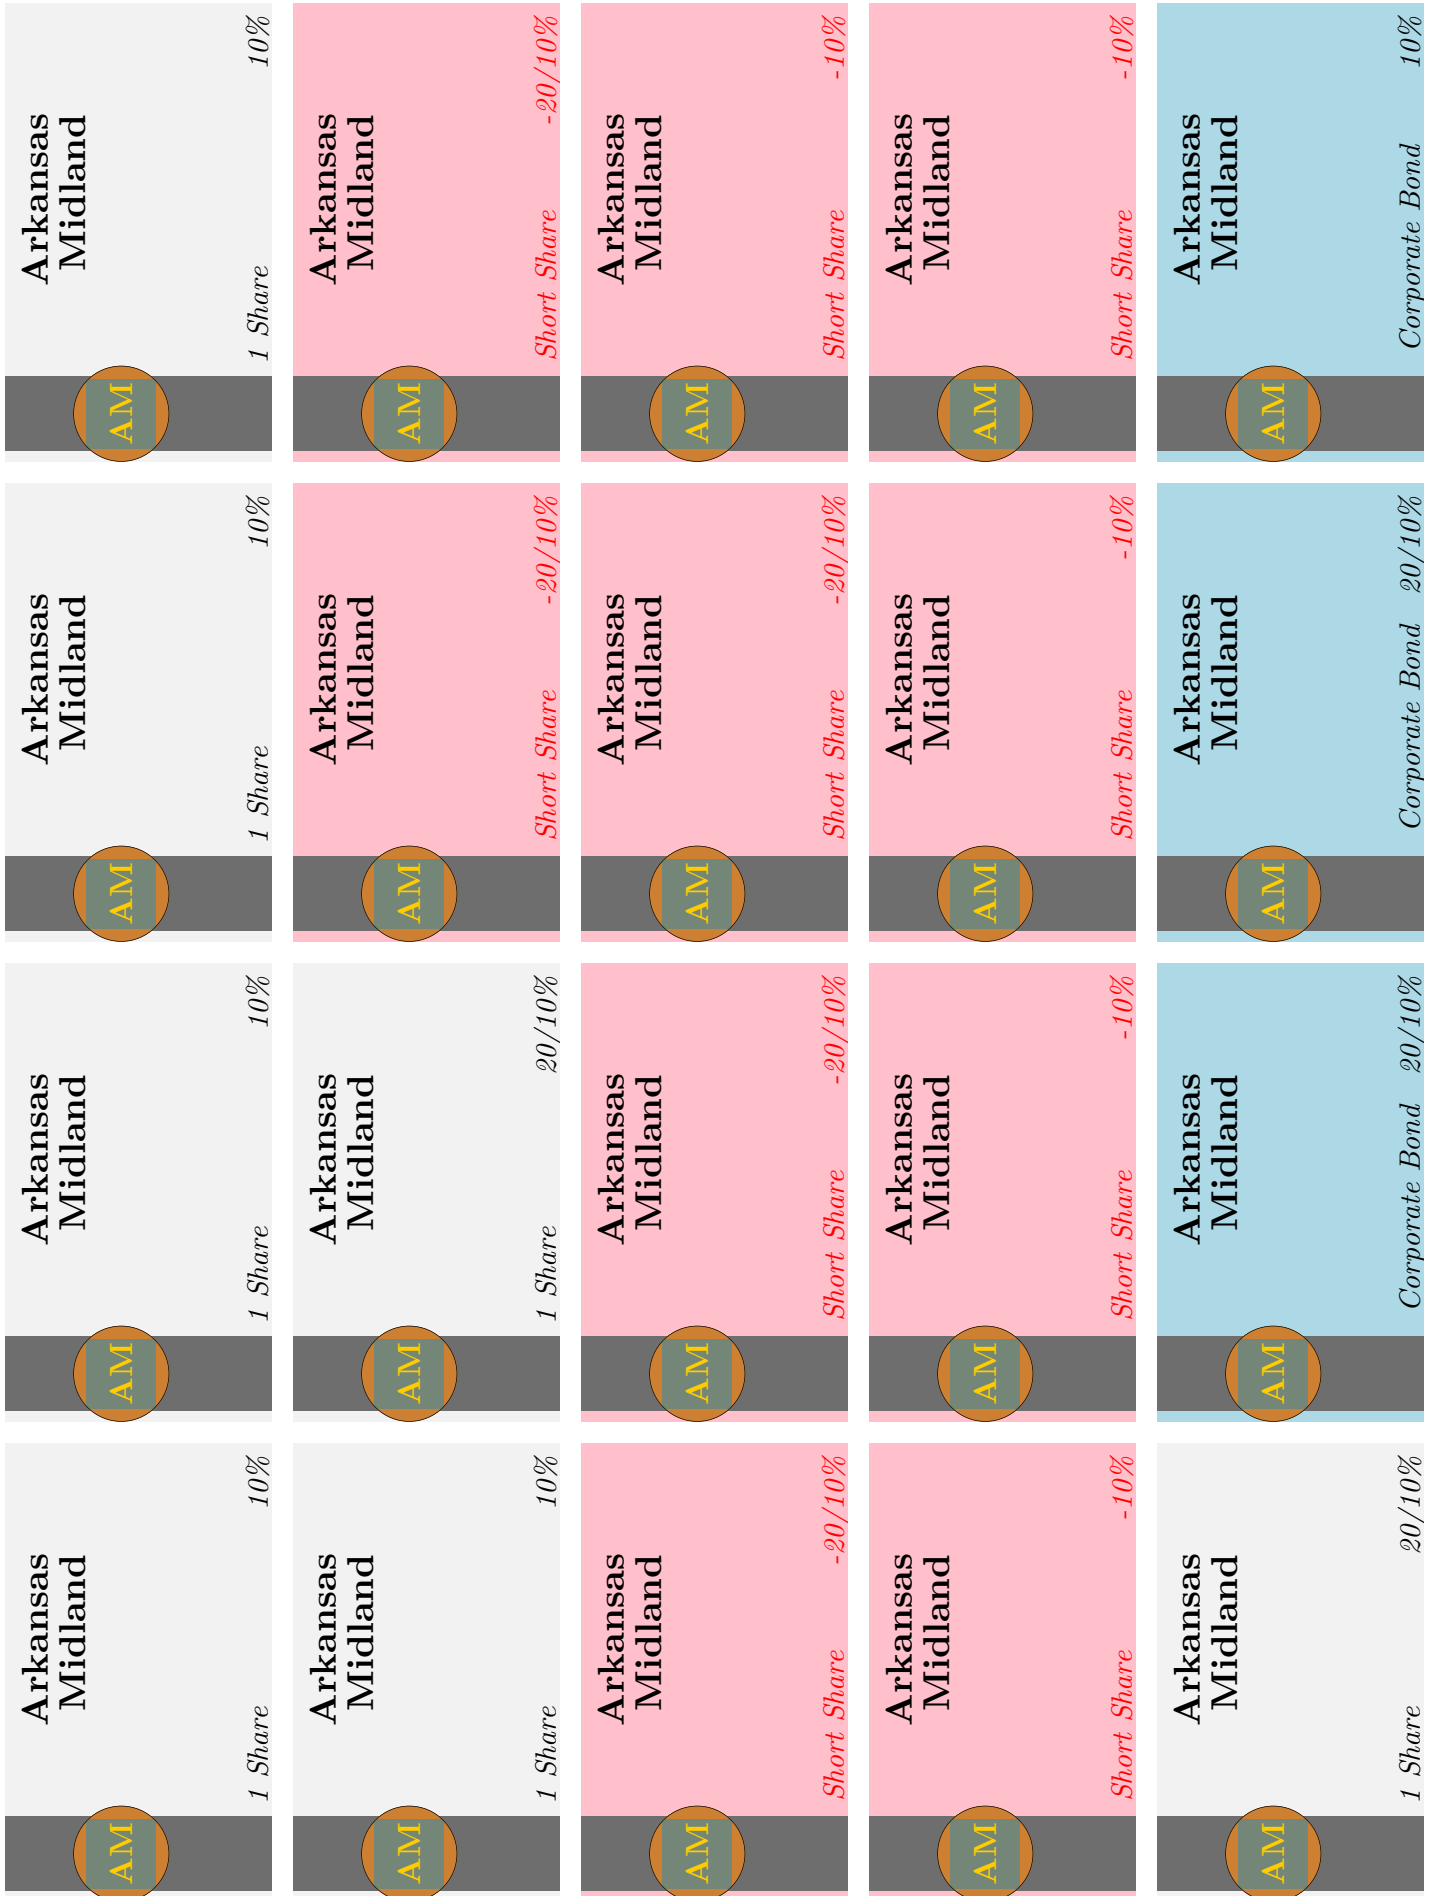 Arkansas
Midland
1 Share 10%
AM
Arkansas
Midland
Short Share -20/10%
AM
Arkansas
Midland
Short Share -10%
AM
Arkansas
Midland
Short Share -10%
AM
Arkansas
Midland
Corporate Bond 10%
AM
Arkansas
Midland
1 Share 10%
AM
Arkansas
Midland
Short Share -20/10%
AM
Arkansas
Midland
Short Share -20/10%
AM
Arkansas
Midland
Short Share -10%
AM
Arkansas
Midland
Corporate Bond 20/10%
AM
Arkansas
Midland
1 Share 10%
AM
Arkansas
Midland
1 Share 20/10%
AM
Arkansas
Midland
Short Share -20/10%
AM
Arkansas
Midland
Short Share -10%
AM
Arkansas
Midland
Corporate Bond 20/10%
AM
Arkansas
Midland
1 Share 10%
AM
Arkansas
Midland
1 Share 10%
AM
Arkansas
Midland
Short Share -20/10%
AM
Arkansas
Midland
Short Share -10%
AM
Arkansas
Midland
1 Share 20/10%
AM